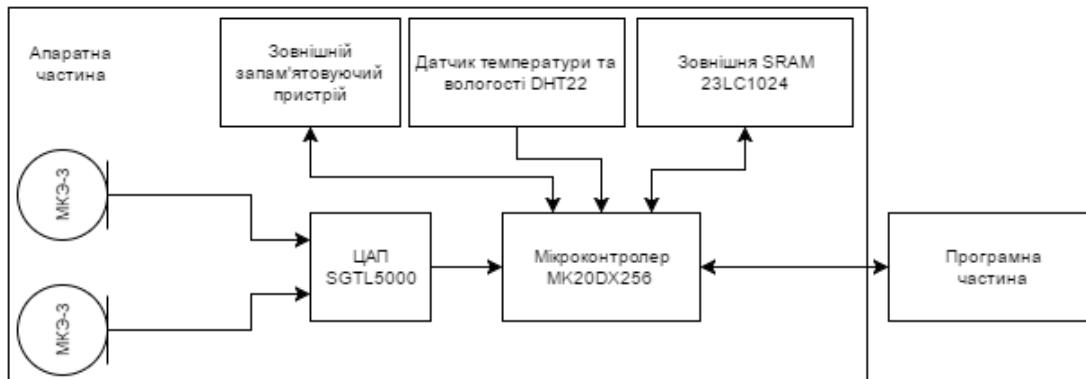 Апаратна
частина
Зовнішній
запам'ятовуючий
пристрій
Датчик температури та
вологості DHT22
Зовнішня SRAM
23LC1024
МКЭ-3
ЦАП
SGTL5000
Мікроконтролер
MK20DX256
Програмна
частина
МКЭ-3